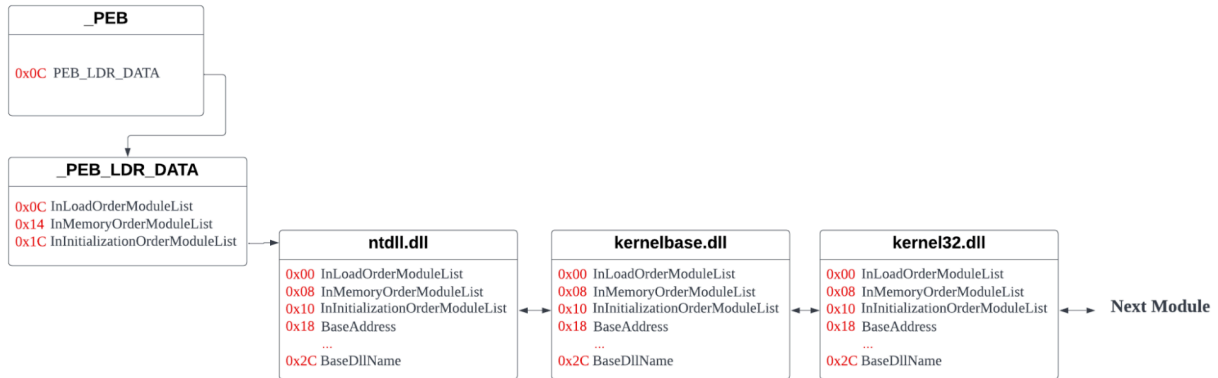 _PEB
0x0C PEB_LDR_DATA
_PEB_LDR_DATA
0x0C InLoadOrderModuleList
0x14 InMemoryOrderModuleList
0x1C InInitializationOrderModuleList
ntdll.dll
0x00 InLoadOrderModuleList
0x08 InMemoryOrderModuleList
0x10 InInitializationOrderModuleList
0x18 BaseAddress
...
0x2C BaseDllName
kernelbase.dll
0x00 InLoadOrderModuleList
0x08 InMemoryOrderModuleList
0x10 InInitializationOrderModuleList
0x18 BaseAddress
...
0x2C BaseDllName
kernel32.dll
0x00 InLoadOrderModuleList
0x08 InMemoryOrderModuleList
0x10 InInitializationOrderModuleList
0x18 BaseAddress
...
0x2C BaseDllName
Next Module